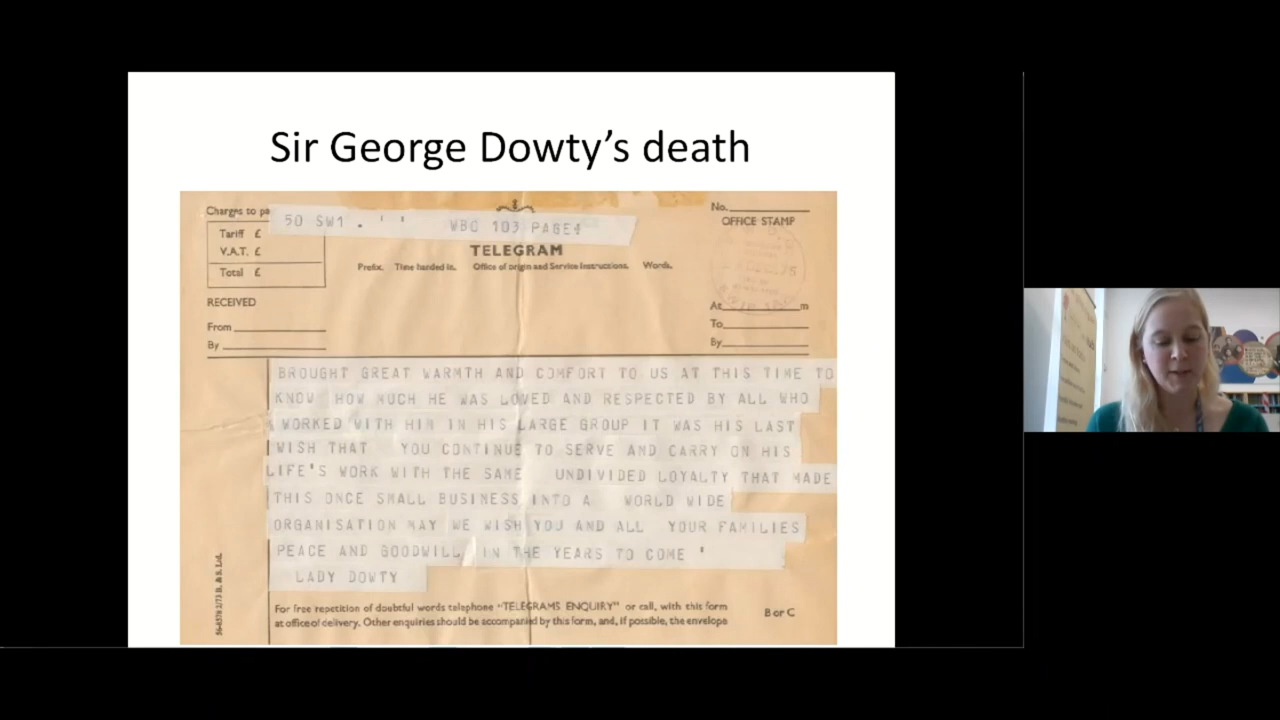 Sir George Dowty's death
Charges to pa
50 SW1 . ' ' WBC 103 PAGE4
No.
OFFICE STAMP
Tariff £
V.A.T. £
Total £
TELEGRAM
Prefix. Time handed in. Office of origin and Service Instructions. Words.
RECEIVED
From
By
At m
To
By
BROUGHT GREAT WARMTH AND COMFORT TO US AT THIS TIME TO
KNOW HOW MUCH HE WAS LOVED AND RESPECTED BY ALL WHO
WORKED WITH HIM IN HIS LARGE GROUP IT WAS HIS LAST
WISH THAT YOU CONTINUE TO SERVE AND CARRY ON HIS
LIFE'S WORK WITH THE SAME UNDIVIDED LOYALTY THAT MADE
THIS ONCE SMALL BUSINESS INTO A WORLD WIDE
ORGANISATION MAY WE WISH YOU AND ALL YOUR FAMILIES
PEACE AND GOODWILL IN THE YEARS TO COME '
LADY DOWTY
For free repetition of doubtful words telephone "TELEGRAMS ENQUIRY" or call, with this form
at office of delivery. Other enquiries should be accompanied by this form, and, if possible, the envelope
B or C